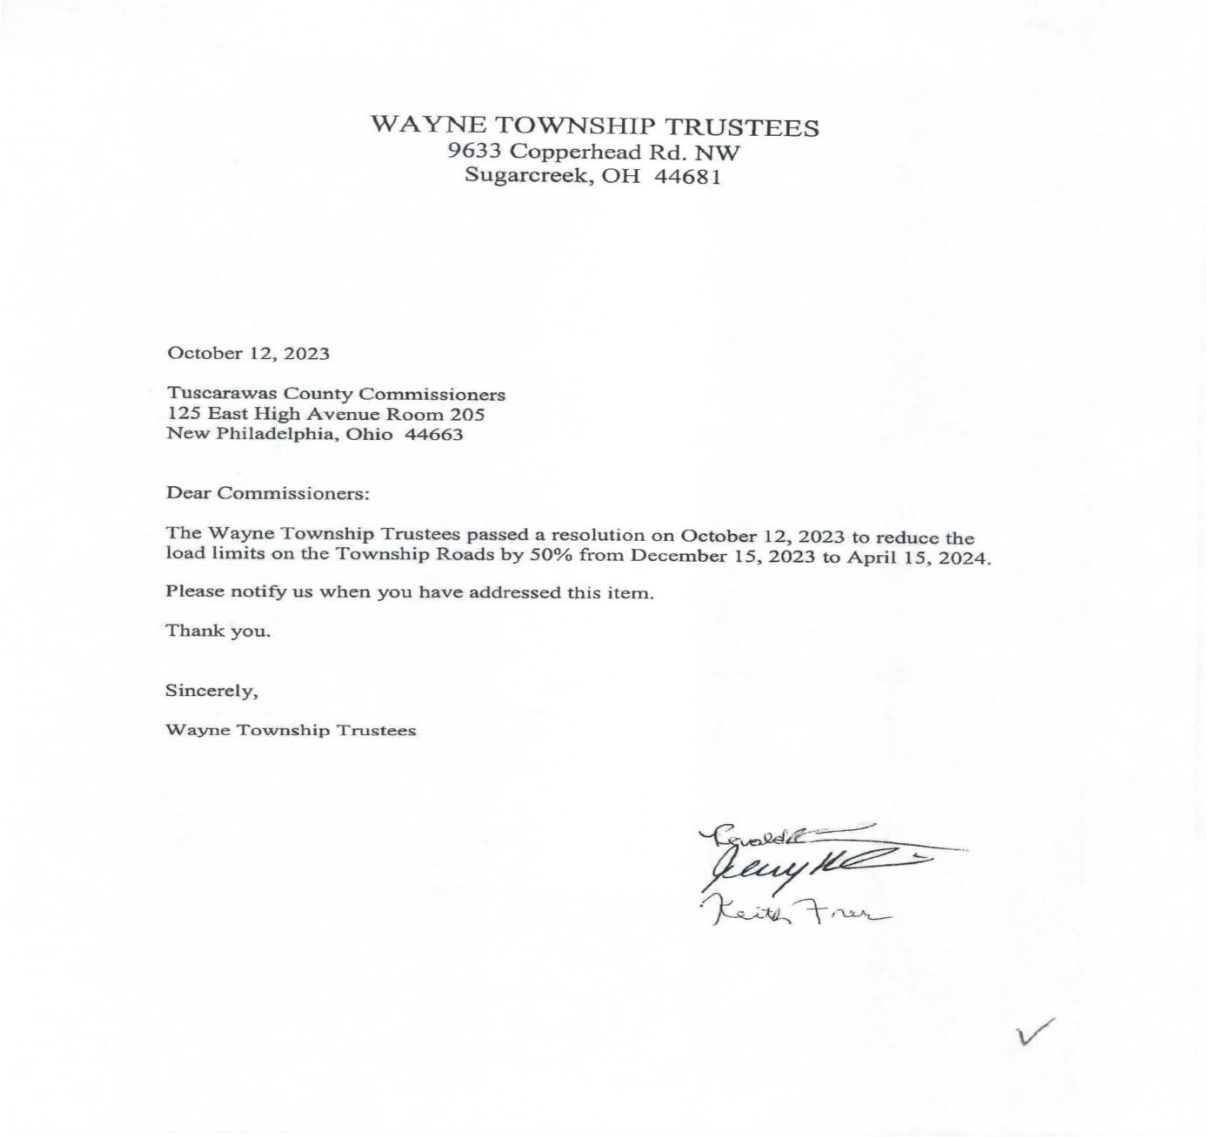 WAYNE TOWNSHIP TRUSTEES
9633 Copperhead Rd. NW
Sugarcreek, OH 44681
October 12, 2023
Tuscarawas County Commissioners
125 East High Avenue Room 205
New Philadelphia, Ohio 44663
Dear Commissioners:
The Wayne Township Trustees passed a resolution on October 12, 2023 to reduce the
load limits on the Township Roads by 50% from December 15, 2023 to April 15, 2024.
Please notify us when you have addressed this item.
Thank you.
Sincerely,
Wayne Township Trustees
Keith